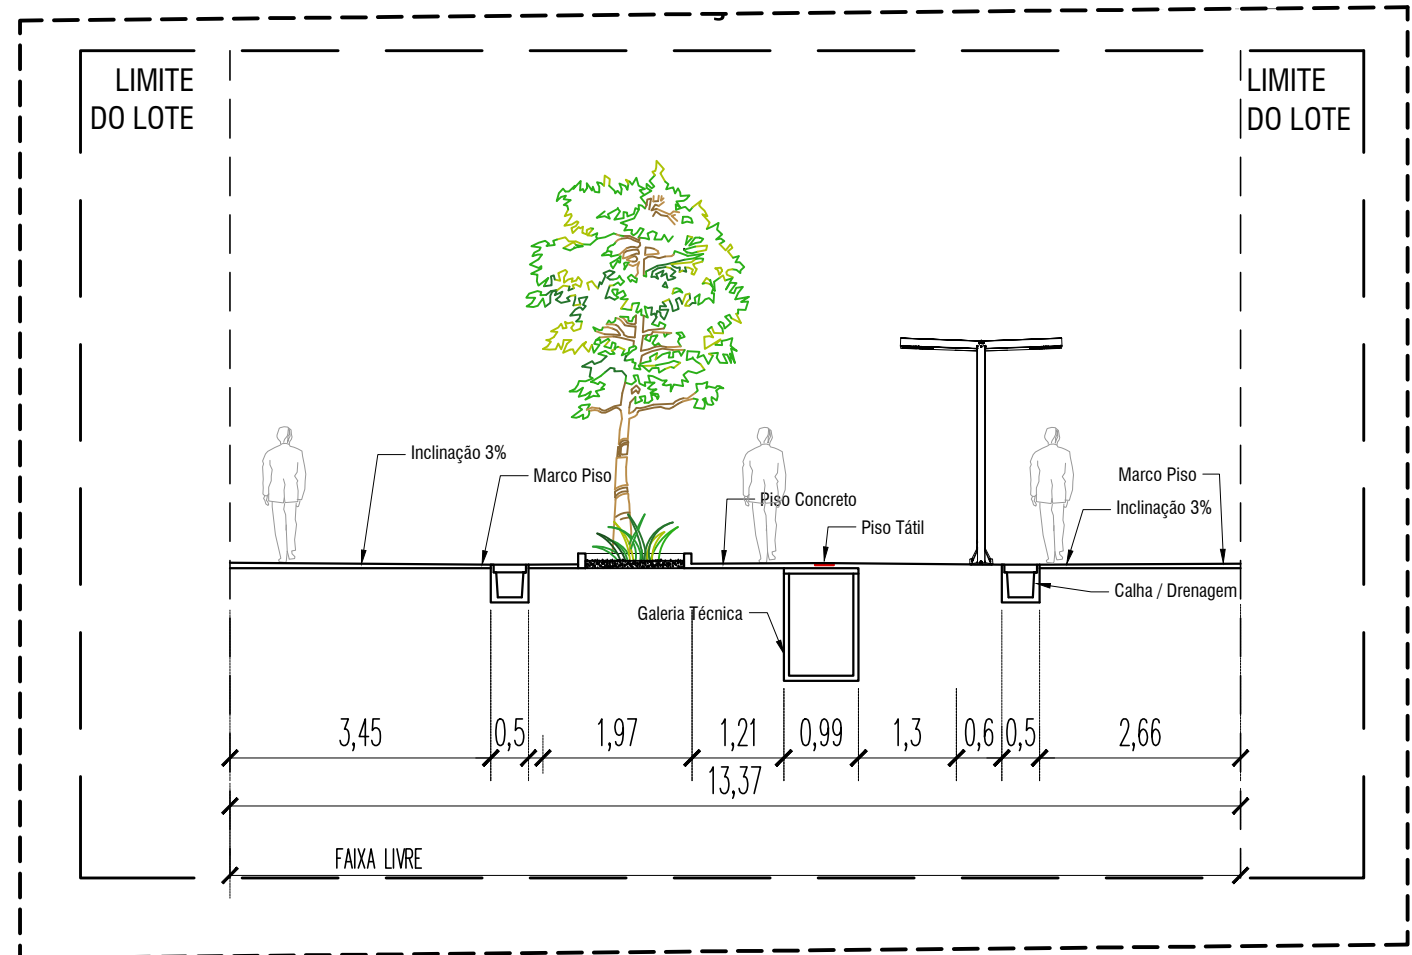 LIMITE
DO LOTE
LIMITE
DO LOTE
Inclinação 3%
Marco Piso
Piso Concreto
Piso Tátil
Marco Piso
Inclinação 3%
Calha / Drenagem
Galeria Técnica
3,45 0,5 1,97 1,21 0,99 1,3 0,6 0,5 2,66
13,37
FAIXA LIVRE